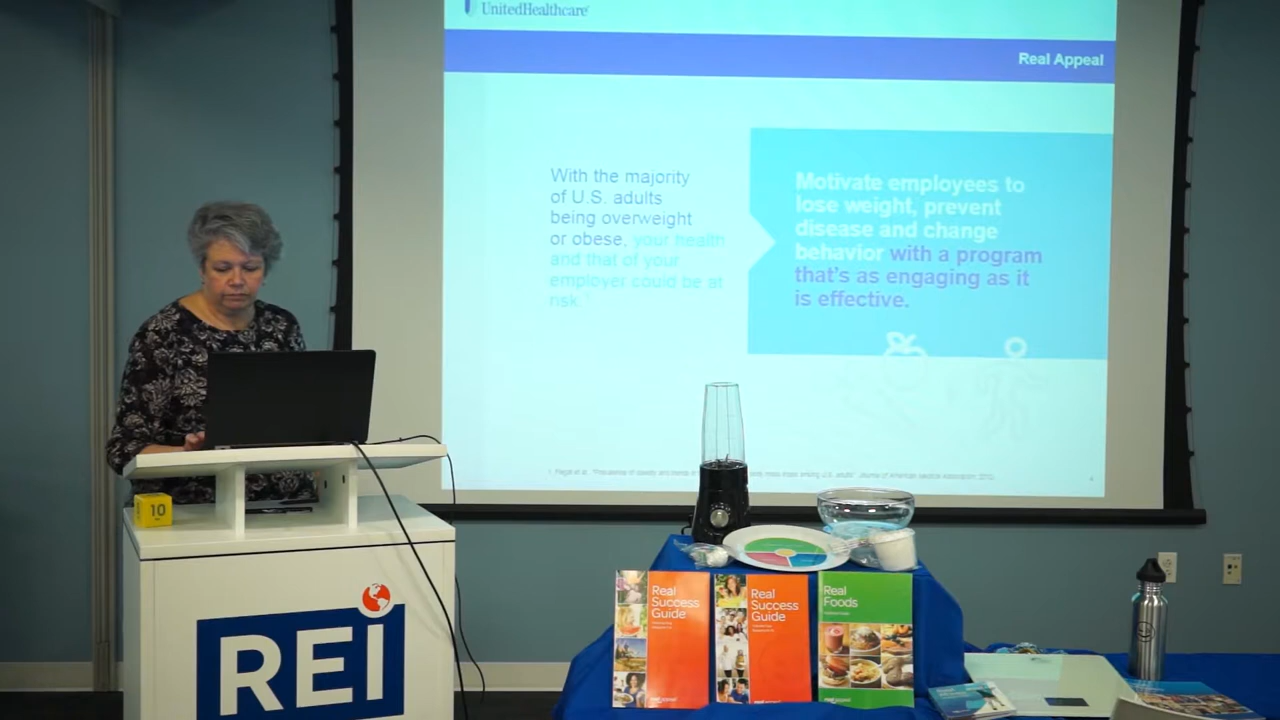 UnitedHealthcare
Real Appeal
With the majority
of U.S. adults
being overweight
or obese, your health
and that of your
employer could be at
risk.¹
Motivate employees to
lose weight, prevent
disease and change
behavior with a program
that's as engaging as it
is effective.
10
REI
Real
Success
Guide
Real
Success
Guide
Real
Foods